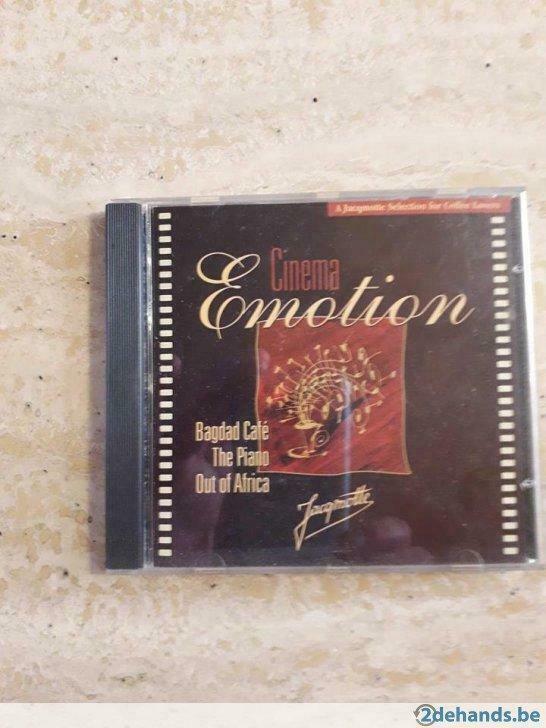 A Jacqmotte Selection for Coffee Lovers
Cinema
Emotion
Bagdad Café
The Piano
Out of Africa
Jacqmotte
2dehands.be